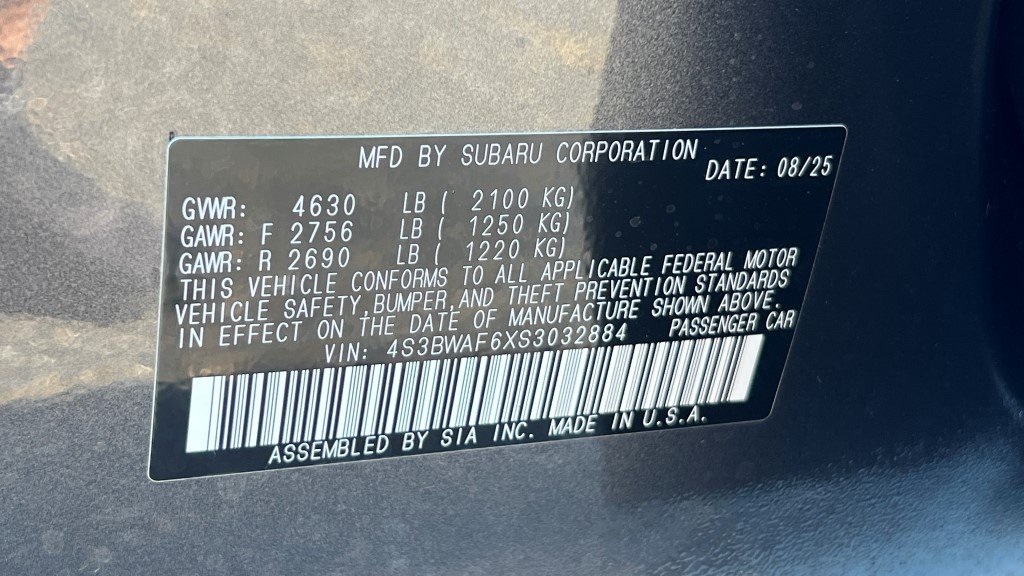 MFD BY SUBARU CORPORATION DATE: 08/25
GVWR: 4630 LB ( 2100 KG)
GAWR: F 2756 LB ( 1250 KG)
GAWR: R 2690 LB ( 1220 KG)
THIS VEHICLE CONFORMS TO ALL APPLICABLE FEDERAL MOTOR
VEHICLE SAFETY, BUMPER, AND THEFT PREVENTION STANDARDS
IN EFFECT ON THE DATE OF MANUFACTURE SHOWN ABOVE.
VIN: 4S3BWAF6XS3032884 PASSENGER CAR
ASSEMBLED BY SIA INC. MADE IN U.S.A.